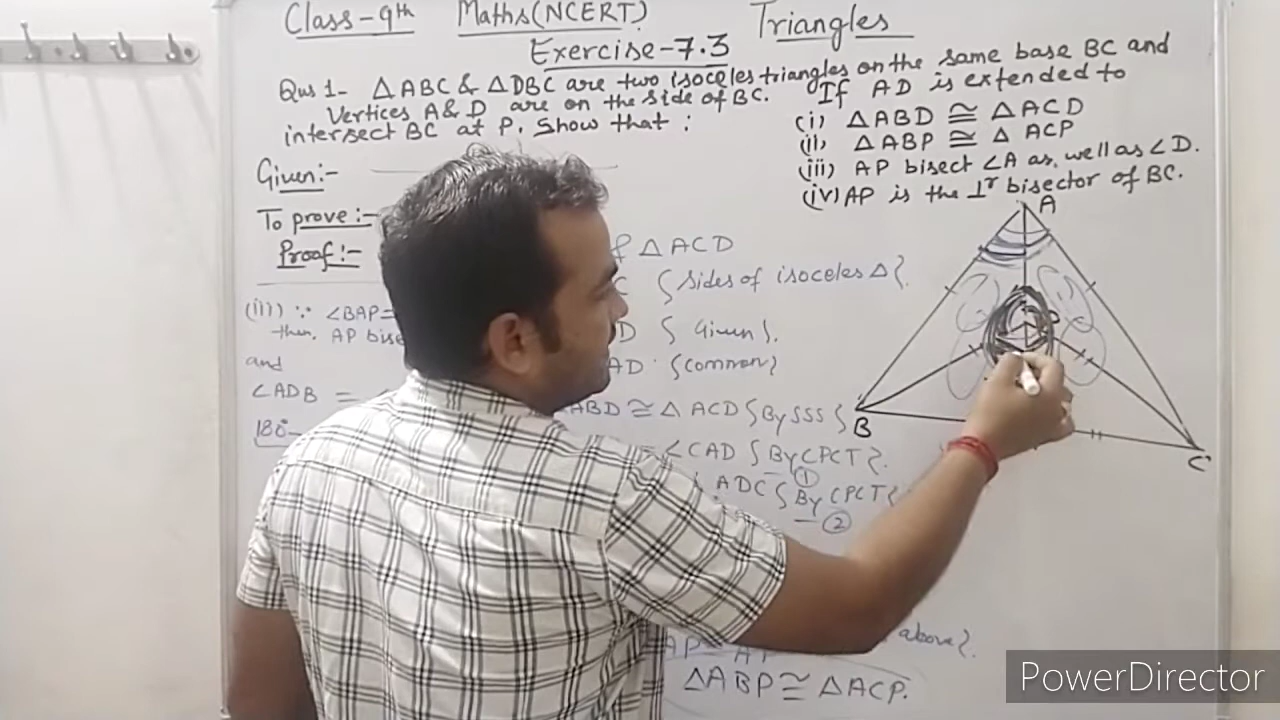 Class-9th Maths(NCERT) Triangles
Exercise-7.3
Qus 1- △ABC & △DBC are two isoceles triangles on the same base BC and
Vertices A & D are on the side of BC. If AD is extended to
intersect BC at P. Show that :
(i) △ABD ≅ △ACD
(ii) △ABP ≅ △ ACP
(iii) AP bisect ∠A as, well as ∠D.
(iv) AP is the ⊥r bisector of BC.
Given:-
To prove:-
Proof:-
△ACD
{sides of isoceles △}.
{Given}.
AD. {common}
ABD ≅ △ ACD {By SSS}
= ∠CAD {By CPCT}.
①
ADC {By CPCT}
— ②
(iii) ∵ ∠BAP=
then. AP bise
and
∠ADB =
180-
above}.
AP = AP
△ABP ≅ △ACP.
A
B
C
PowerDirector